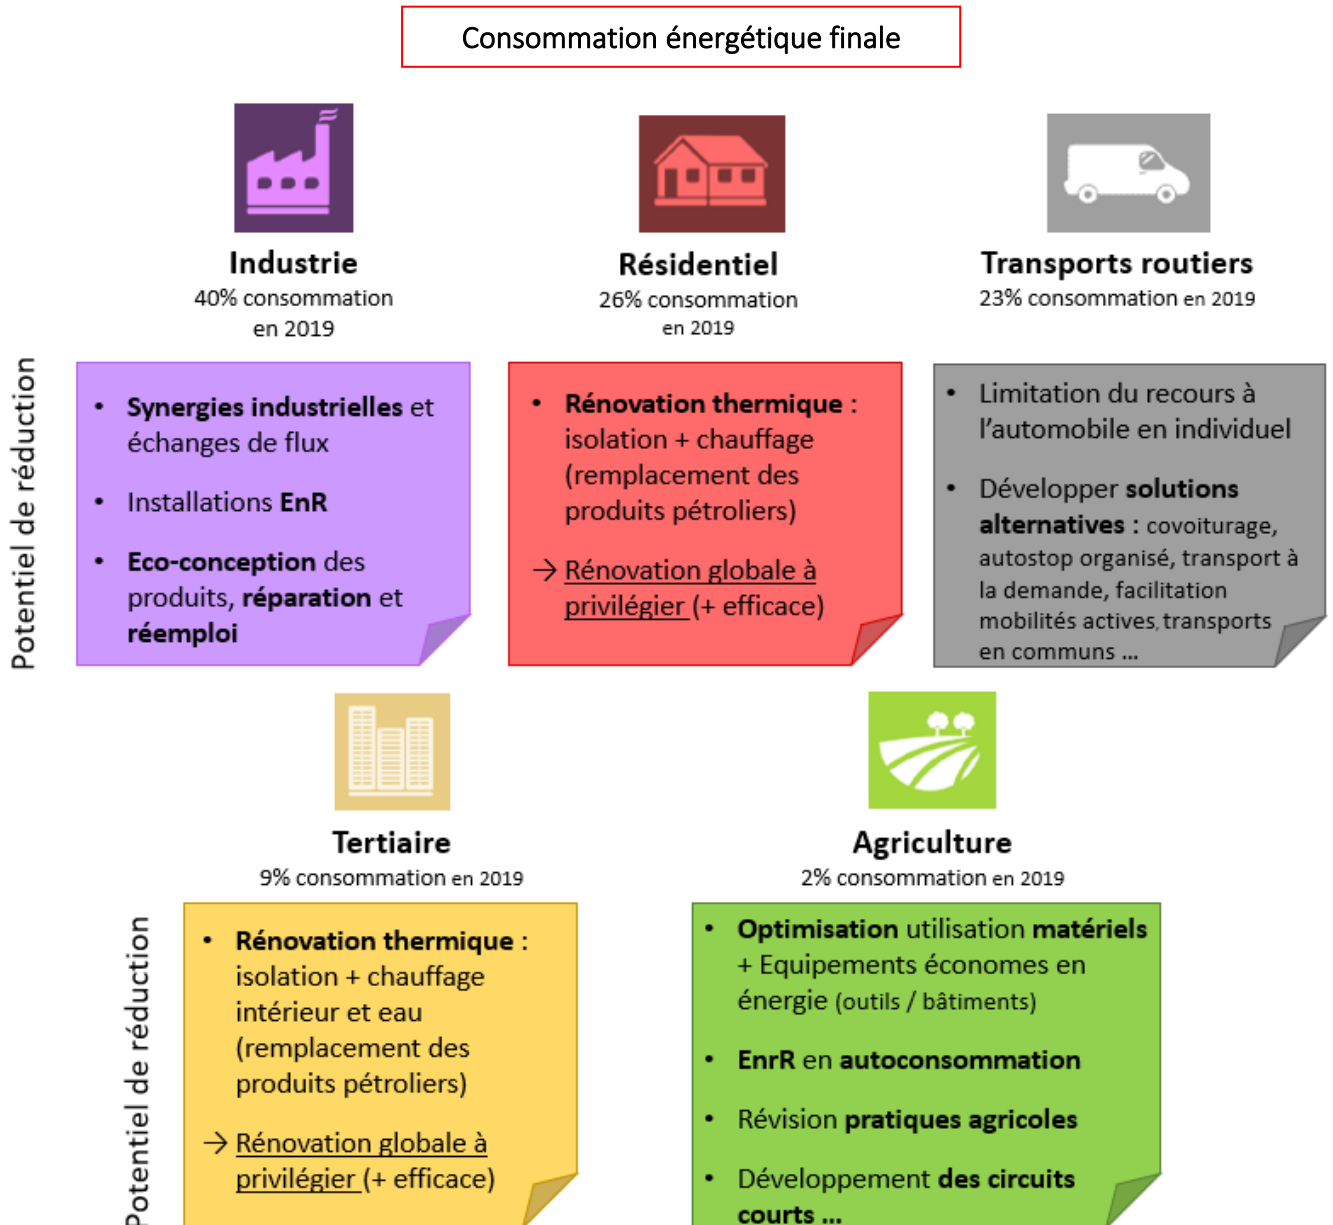 Consommation énergétique finale
Industrie
40% consommation
en 2019
Résidentiel
26% consommation
en 2019
Transports routiers
23% consommation en 2019
Potentiel de réduction
• Synergies industrielles et
échanges de flux
• Installations EnR
• Eco-conception des
produits, réparation et
réemploi
• Rénovation thermique :
isolation + chauffage
(remplacement des
produits pétroliers)
→ Rénovation globale à
privilégier (+ efficace)
• Limitation du recours à
l’automobile en individuel
• Développer solutions
alternatives : covoiturage,
autostop organisé, transport à
la demande, facilitation
mobilités actives, transports
en communs ...
Tertiaire
9% consommation en 2019
Agriculture
2% consommation en 2019
Potentiel de réduction
• Rénovation thermique :
isolation + chauffage
intérieur et eau
(remplacement des
produits pétroliers)
→ Rénovation globale à
privilégier (+ efficace)
• Optimisation utilisation matériels
+ Equipements économes en
énergie (outils / bâtiments)
• EnrR en autoconsommation
• Révision pratiques agricoles
• Développement des circuits
courts ...